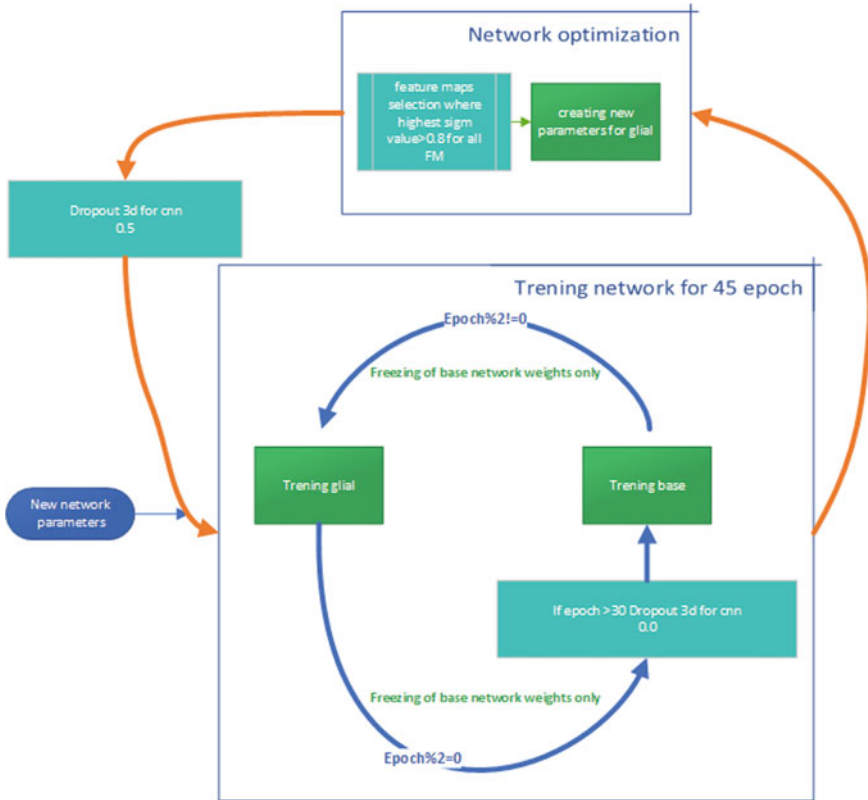 Network optimization
feature maps
selection where
highest sigm
value>0.8 for all
FM
creating new
parameters for glial
Dropout 3d for cnn
0.5
Trening network for 45 epoch
Epoch%2!=0
Freezing of base network weights only
Trening glial
Trening base
New network
parameters
If epoch >30 Dropout 3d for cnn
0.0
Freezing of base network weights only
Epoch%2=0